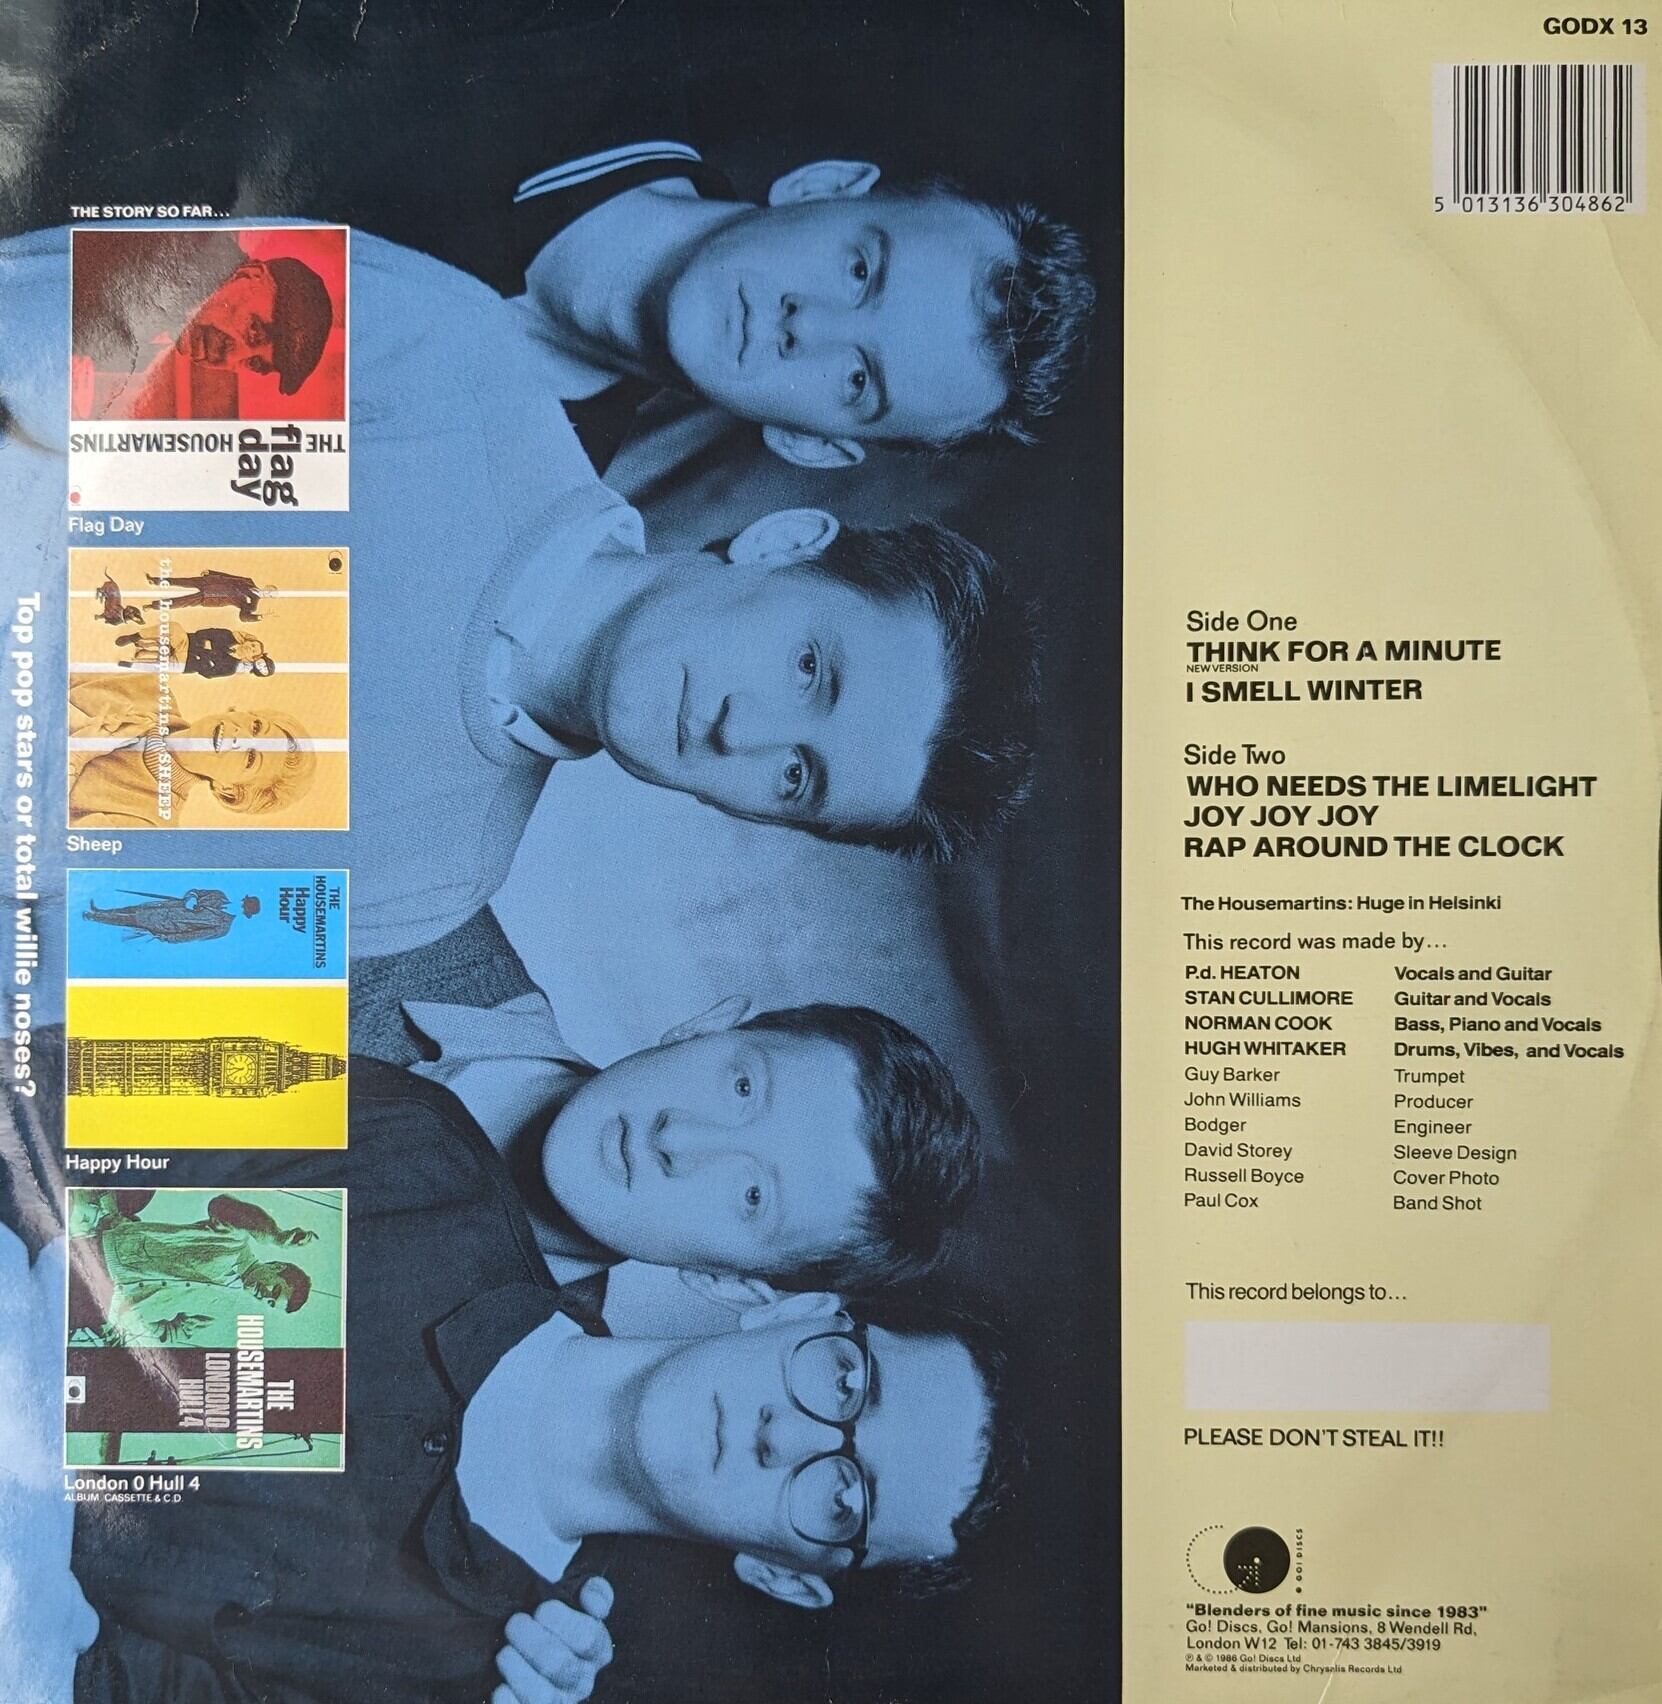 GODX 13
5 013136 304862
THE STORY SO FAR...
THE HOUSEMARTINS
flag day
Flag Day
the housemartins SHEEP
Sheep
THE HOUSEMARTINS
Happy Hour
Happy Hour
THE HOUSEMARTINS
LONDON 0
HULL 4
London 0 Hull 4
ALBUM. CASSETTE & C.D.
Top pop stars or total willie noses?
Side One
THINK FOR A MINUTE
NEW VERSION
I SMELL WINTER
Side Two
WHO NEEDS THE LIMELIGHT
JOY JOY JOY
RAP AROUND THE CLOCK
The Housemartins: Huge in Helsinki
This record was made by...
P.d. HEATON Vocals and Guitar
STAN CULLIMORE Guitar and Vocals
NORMAN COOK Bass, Piano and Vocals
HUGH WHITAKER Drums, Vibes, and Vocals
Guy Barker Trumpet
John Williams Producer
Bodger Engineer
David Storey Sleeve Design
Russell Boyce Cover Photo
Paul Cox Band Shot
This record belongs to...
PLEASE DON'T STEAL IT!!
GO! DISCS
"Blenders of fine music since 1983"
Go! Discs, Go! Mansions, 8 Wendell Rd,
London W12 Tel: 01-743 3845/3919
℗ & © 1986 Go! Discs Ltd
Marketed & distributed by Chrysalis Records Ltd